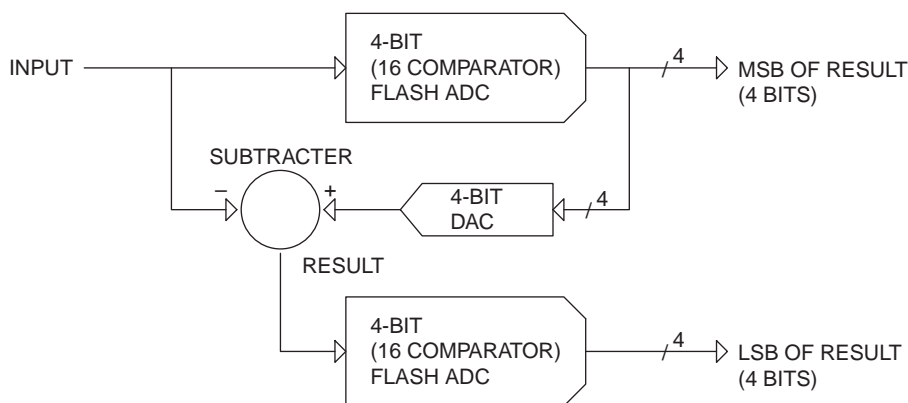 4-BIT
(16 COMPARATOR)
FLASH ADC
INPUT
4
MSB OF RESULT
(4 BITS)
SUBTRACTER
–
+
4-BIT
DAC
4
RESULT
4-BIT
(16 COMPARATOR)
FLASH ADC
4
LSB OF RESULT
(4 BITS)